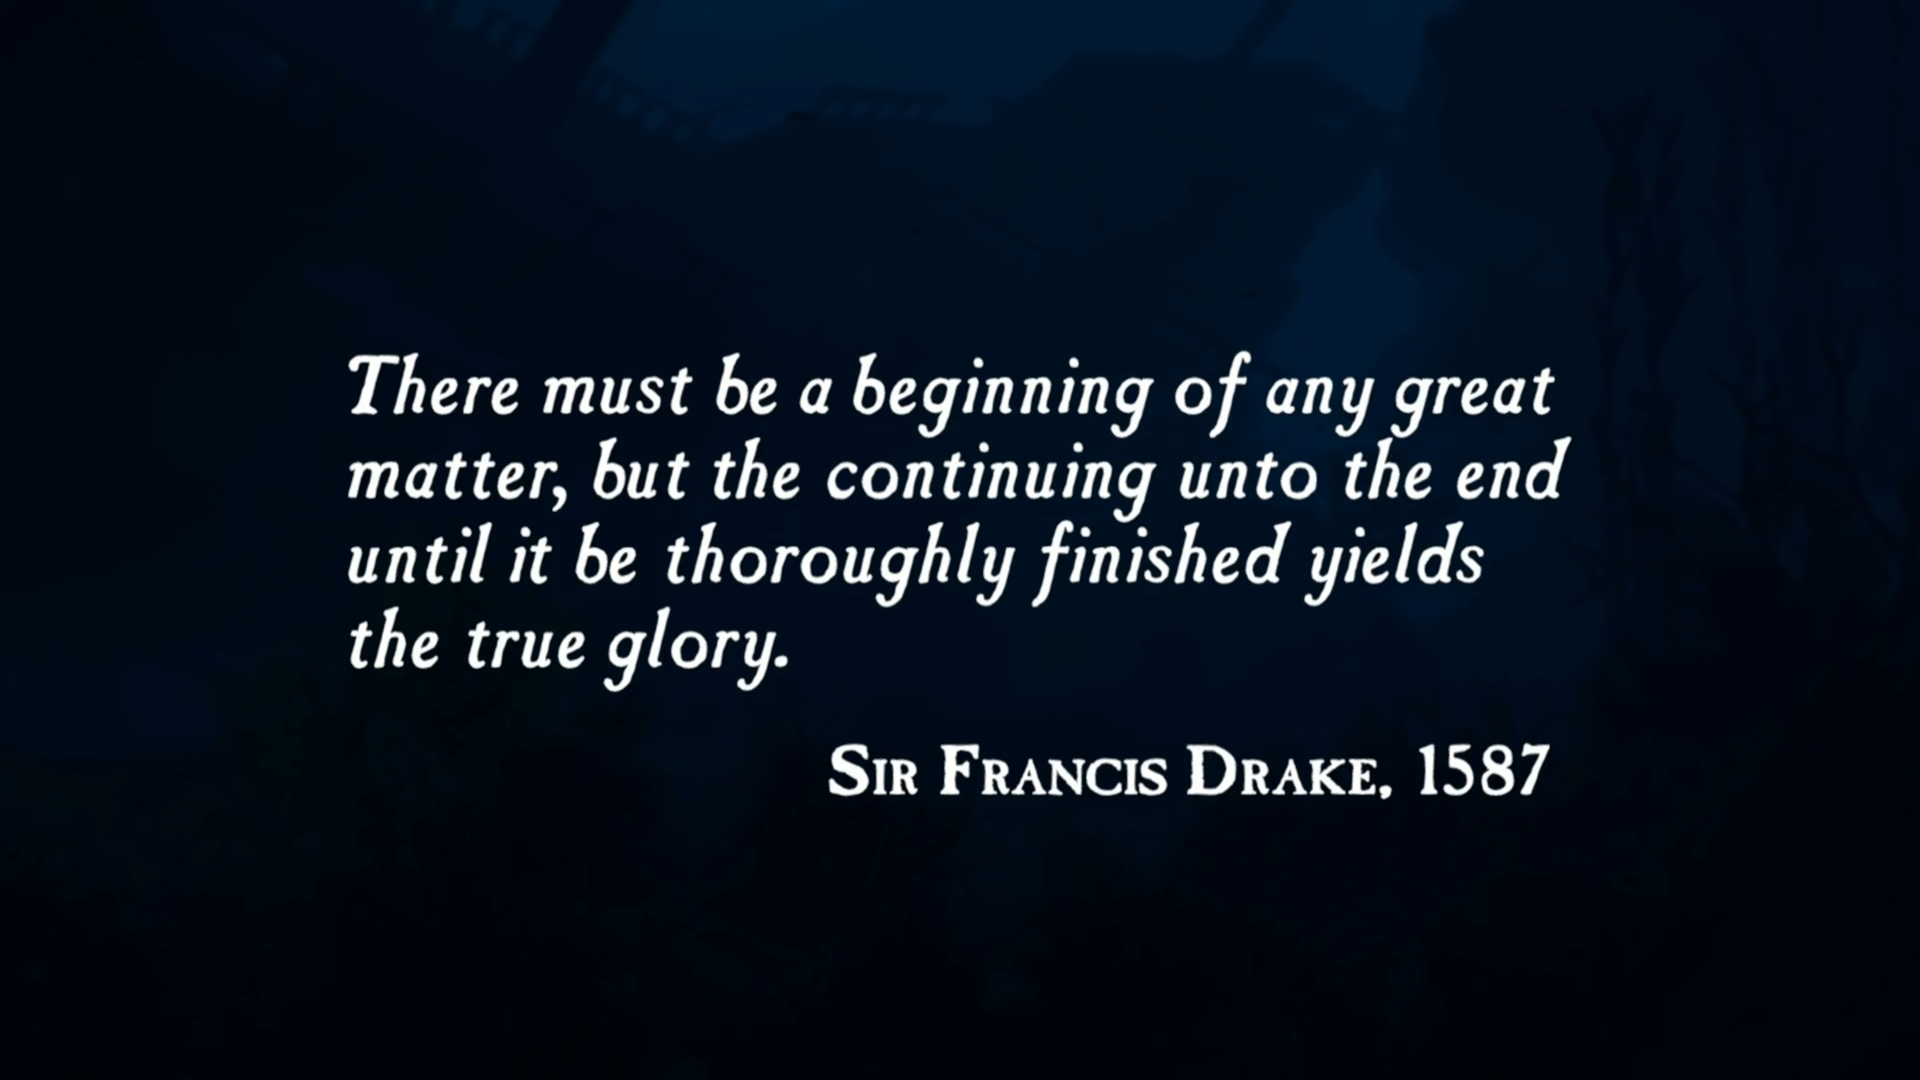 There must be a beginning of any great
matter, but the continuing unto the end
until it be thoroughly finished yields
the true glory.
Sir Francis Drake, 1587